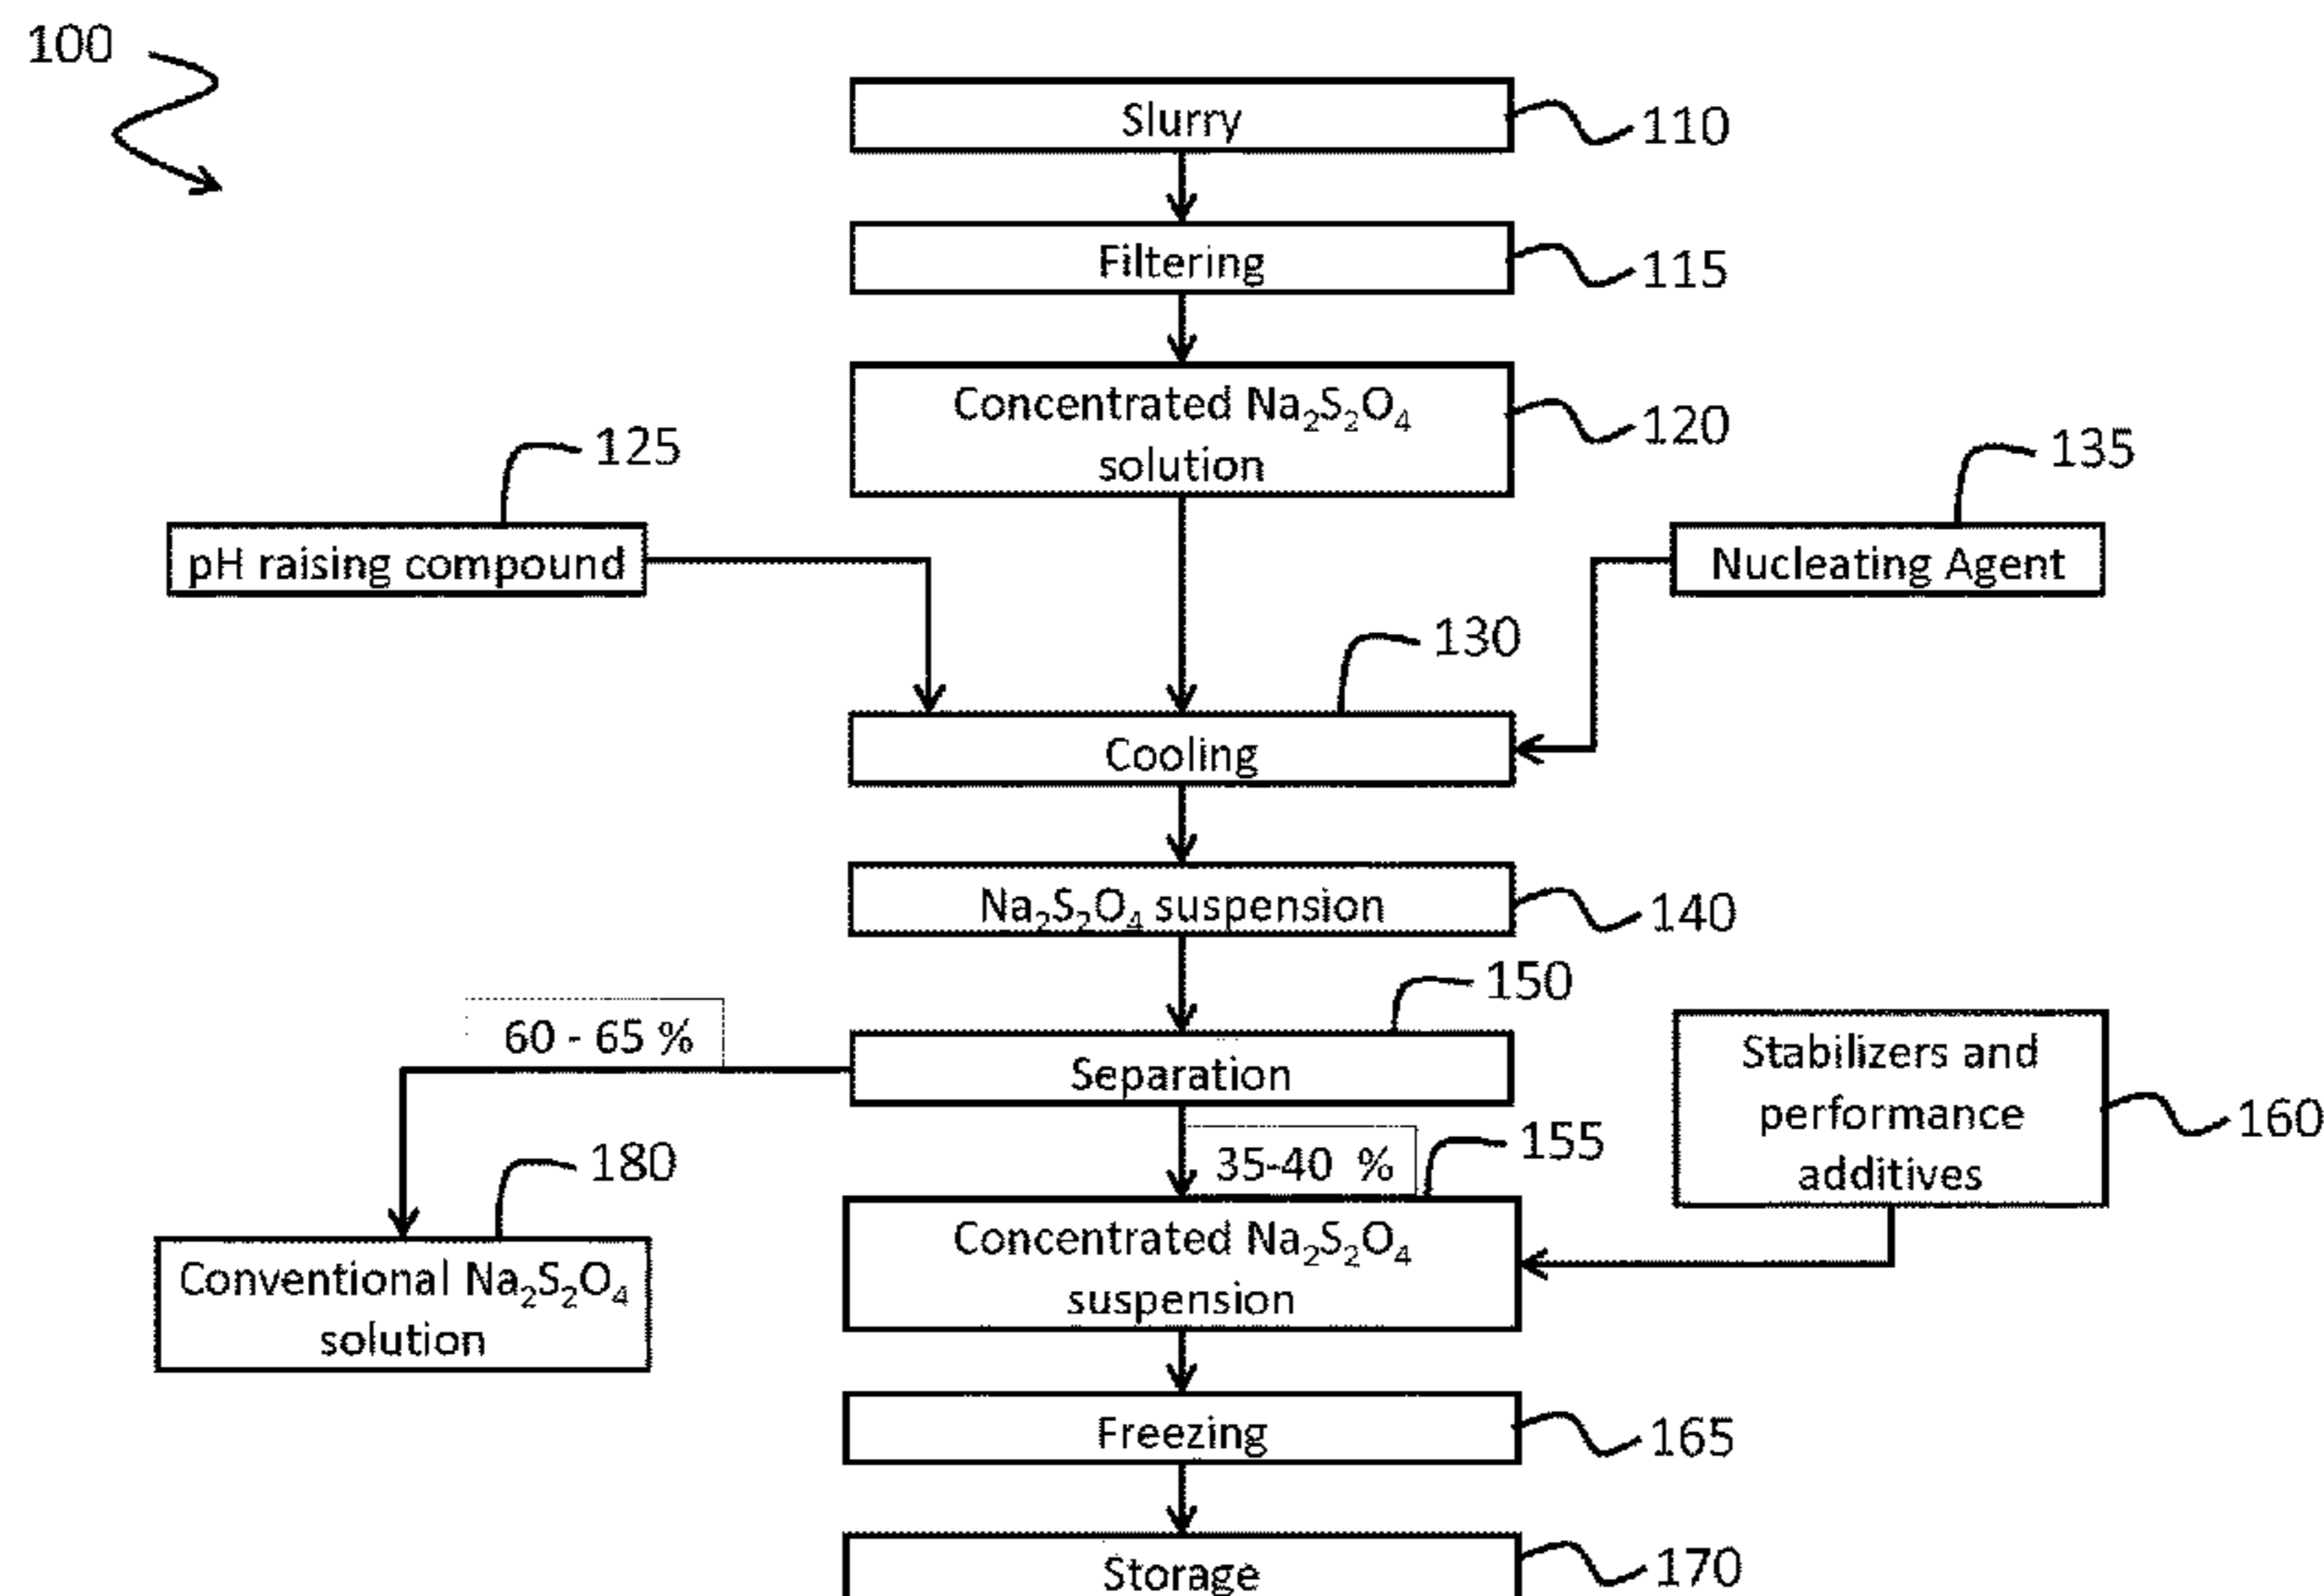 100
Slurry
110
Filtering
115
Concentrated Na₂S₂O₄
solution
120
125
135
pH raising compound
Nucleating Agent
130
Cooling
Na₂S₂O₄ suspension
140
150
60 - 65 %
Separation
Stabilizers and
performance
additives
160
35-40 %
155
180
Concentrated Na₂S₂O₄
suspension
Conventional Na₂S₂O₄
solution
Freezing
165
Storage
170